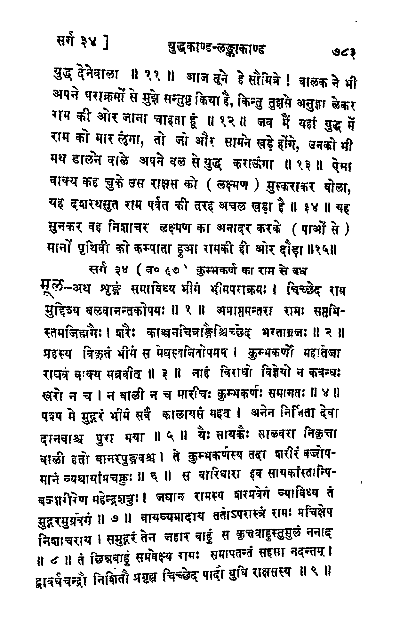 सर्ग ३४ ] युद्धकाण्ड-लङ्काकाण्ड ७८३
युद्ध देनेवाला ॥ ११ ॥ आज तूने हे सौमित्रे ! बालक ने भी
अपने पराक्रमों से मुझे सन्तुष्ट किया है, किन्तु तुझसे अनुज्ञा लेकर
राम की ओर जाना चाहता हूं ॥ १२ ॥ जब मैं यहां युद्ध में
राम को मार लूंगा, तो जो और सामने खड़े होंगे, उनको भी
मथ डालने वाले अपने बल से युद्ध कराऊंगा ॥ १३ ॥ ऐसा
वाक्य कह चुके उस राक्षस को ( लक्ष्मण ) मुस्कराकर बोला,
यह दशरथसुत राम पर्वत की तरह अचल खड़ा है ॥ ३४ ॥ यह
सुनकर वह निशाचर लक्ष्मण का अनादर करके ( पाओं से )
मानों पृथिवी को कम्पाता हुआ रामकी ही ओर दौड़ा ॥१५॥
सर्ग ३४ ( व० ६७ ) कुम्भकर्ण का राम से वध
मूल-अथ शृङ्गं समाविध्य भीमं भीमपराक्रमः । चिच्छेद राम
मुद्दिश्य बलवानन्तकोपमः ॥ १ ॥ अप्राप्तमन्तरा रामः सप्तभि-
स्तमजिह्मगैः । शरैः काञ्चनचित्राङ्गैश्चिच्छेद भरताग्रजः ॥ २ ॥
प्रहस्य विकृतं भीमं स मेघस्तनितोपमम् । कुम्भकर्णो महातेजा
राघवं वाक्य मब्रवीत ॥ ३ ॥ नाहं विराधो विज्ञेयो न कबन्धः
खरो न च । न वाली न च मारीचः कुम्भकर्णः समागतः ॥ ४ ॥
पश्य मे मुद्गरं भीमं सर्वं कालायसं महत । अनेन निर्जिता देवा
दानवाश्च पुरा मया ॥ ५ ॥ यैः सायकैः सालवरा निकृत्ता
वाली हतो वानरपुङ्गवश्च । ते कुम्भकर्णस्य तदा शरीरं वज्रोप-
मानं व्यथयांप्रचक्रुः ॥ ६ ॥ स वारिधारा इव सायकांस्तान्पि-
बञ्शरीरेण महेन्द्रशत्रुः । जघान रामस्य शरप्रवेगं व्याविध्य तं
मुद्गरमुग्रवेगं ॥ ७ ॥ वायव्यमादाय ततोऽपरास्त्रं रामः प्रचिक्षेप
निशाचराय । समुद्गरं तेन जहार बाहुं स कृत्तबाहुस्तुमुलं ननाद
॥ ८ ॥ तं छिन्नबाहुं समवेक्ष्य रामः समापतन्तं सहसा नदन्तम् ।
द्वावर्धचन्द्रौ निशितौ प्रगृह्य चिच्छेद पादौ युधि राक्षसस्य ॥ ९ ॥